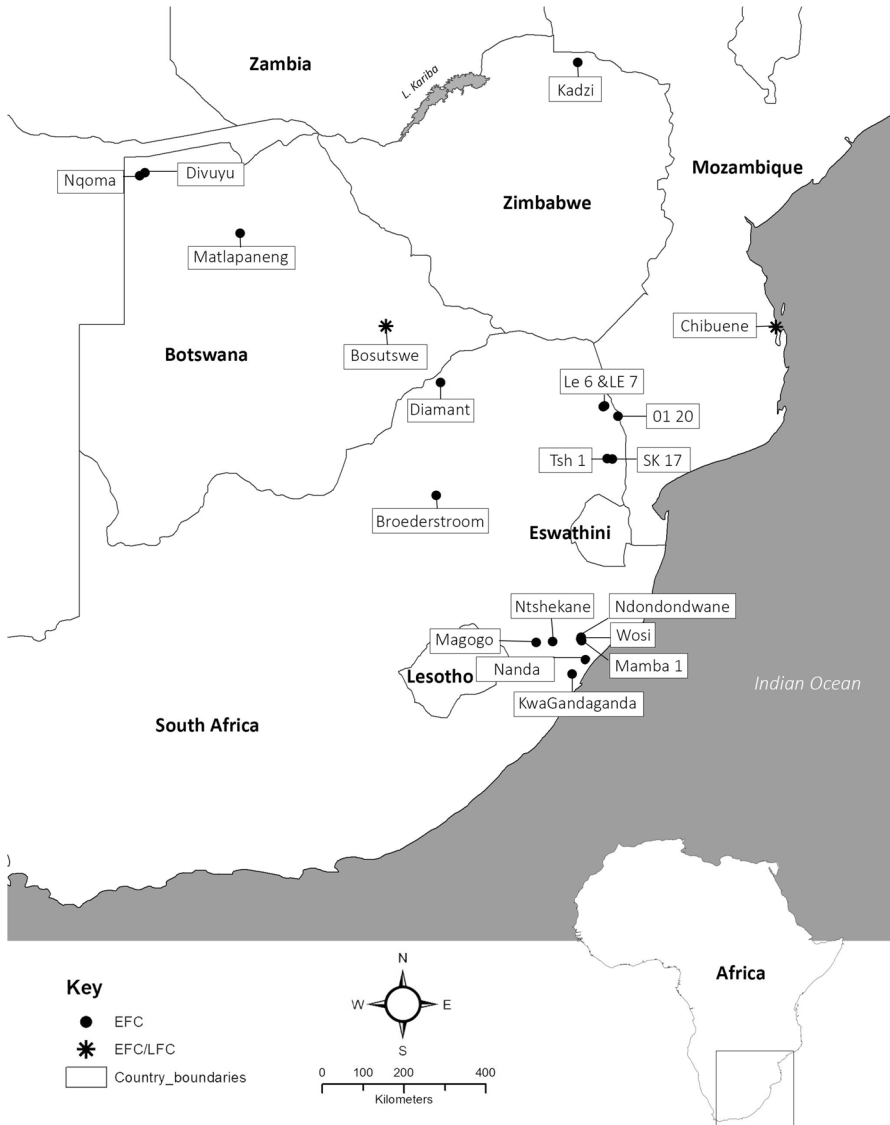 Zambia
L. Kariba
Kadzi
Mozambique
Nqoma
Divuyu
Zimbabwe
Matlapaneng
Chibuene
Botswana
Bosutswe
Le 6 &LE 7
Diamant
01 20
Tsh 1
SK 17
Broederstroom
Eswathini
Ntshekane
Ndondondwane
Magogo
Wosi
Lesotho
Nanda
Mamba 1
Indian Ocean
KwaGandaganda
South Africa
Africa
Key
EFC
EFC/LFC
Country_boundaries
N
W
E
S
0 100 200 400
Kilometers